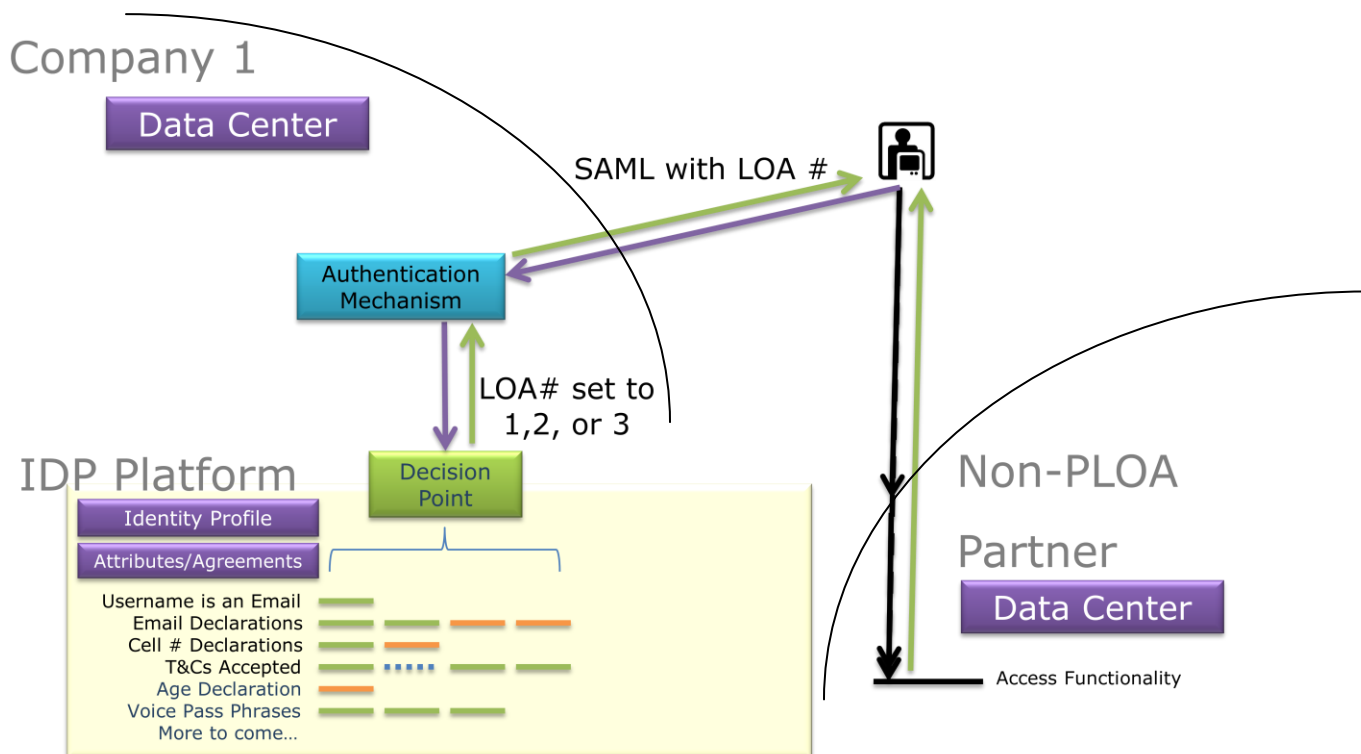 Company 1
Data Center
SAML with LOA #
Authentication
Mechanism
LOA# set to
1,2, or 3
IDP Platform
Decision
Point
Identity Profile
Attributes/Agreements
Username is an Email
Email Declarations
Cell # Declarations
T&Cs Accepted
Age Declaration
Voice Pass Phrases
More to come…
Non-PLOA
Partner
Data Center
Access Functionality